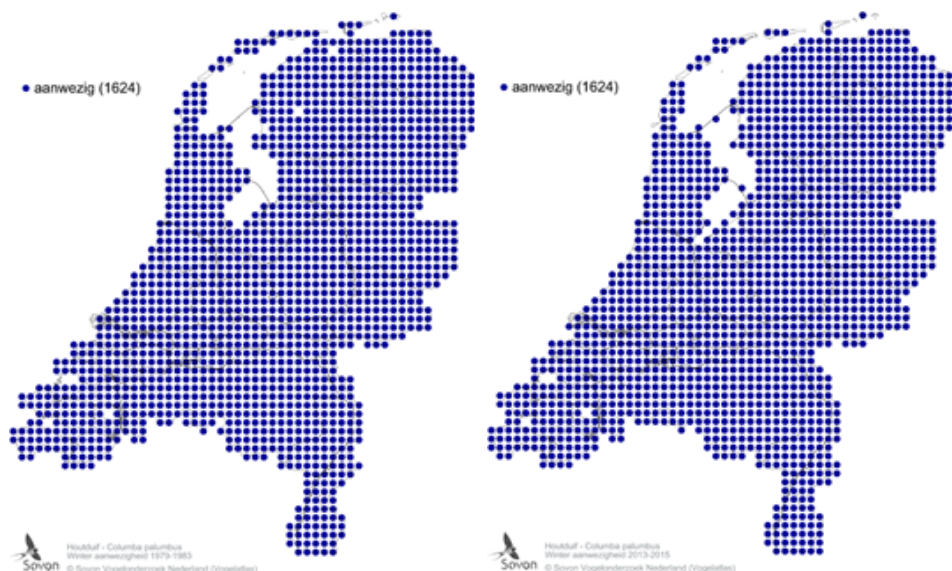 aanwezig (1624)
Sovon
Houtduif - Columba palumbus
Winter aanwezigheid 1979-1983
© Sovon Vogelonderzoek Nederland (Vogelatlas)
aanwezig (1624)
Sovon
Houtduif - Columba palumbus
Winter aanwezigheid 2013-2015
© Sovon Vogelonderzoek Nederland (Vogelatlas)